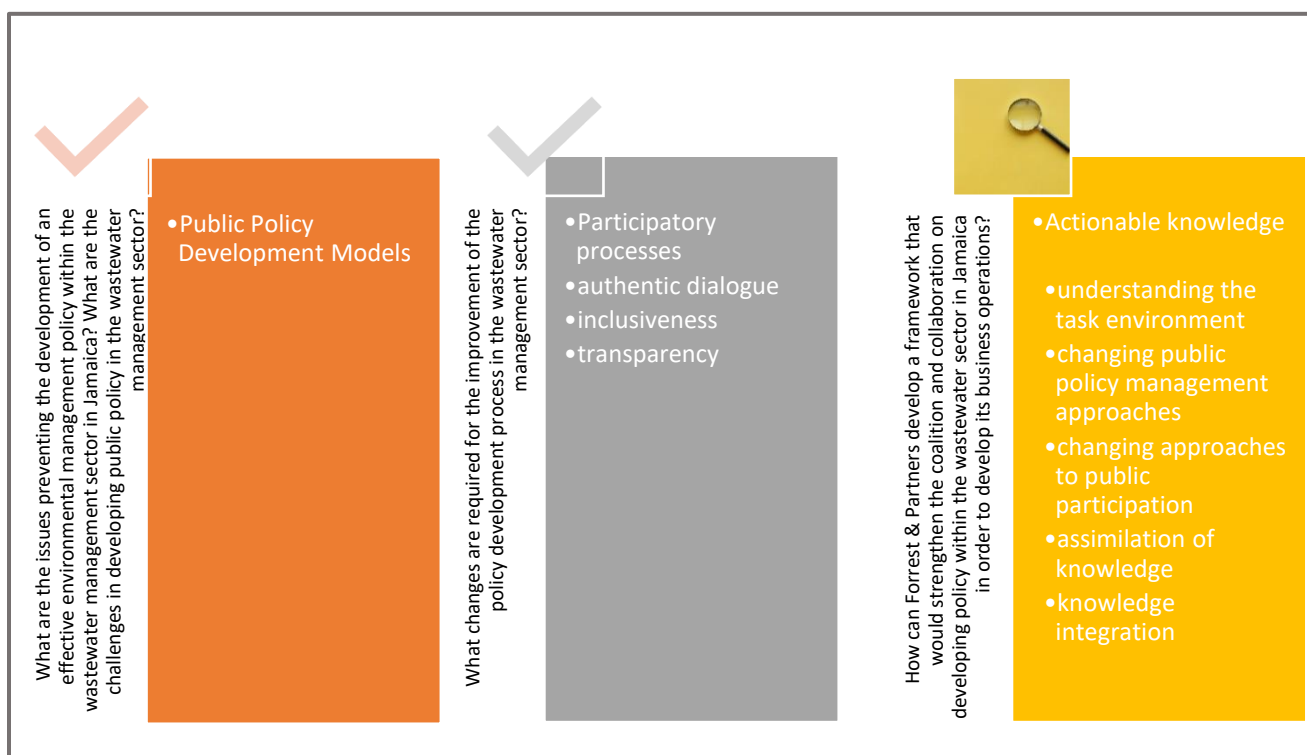 What are the issues preventing the development of an
effective environmental management policy within the
wastewater management sector in Jamaica? What are the
challenges in developing public policy in the wastewater
management sector?
•Public Policy
Development Models
What changes are required for the improvement of the
policy development process in the wastewater
management sector?
•Participatory
processes
•authentic dialogue
•inclusiveness
•transparency
How can Forrest & Partners develop a framework that
would strengthen the coalition and collaboration on
developing policy within the wastewater sector in Jamaica
in order to develop its business operations?
•Actionable knowledge
•understanding the
task environment
•changing public
policy management
approaches
•changing approaches
to public
participation
•assimilation of
knowledge
•knowledge
integration